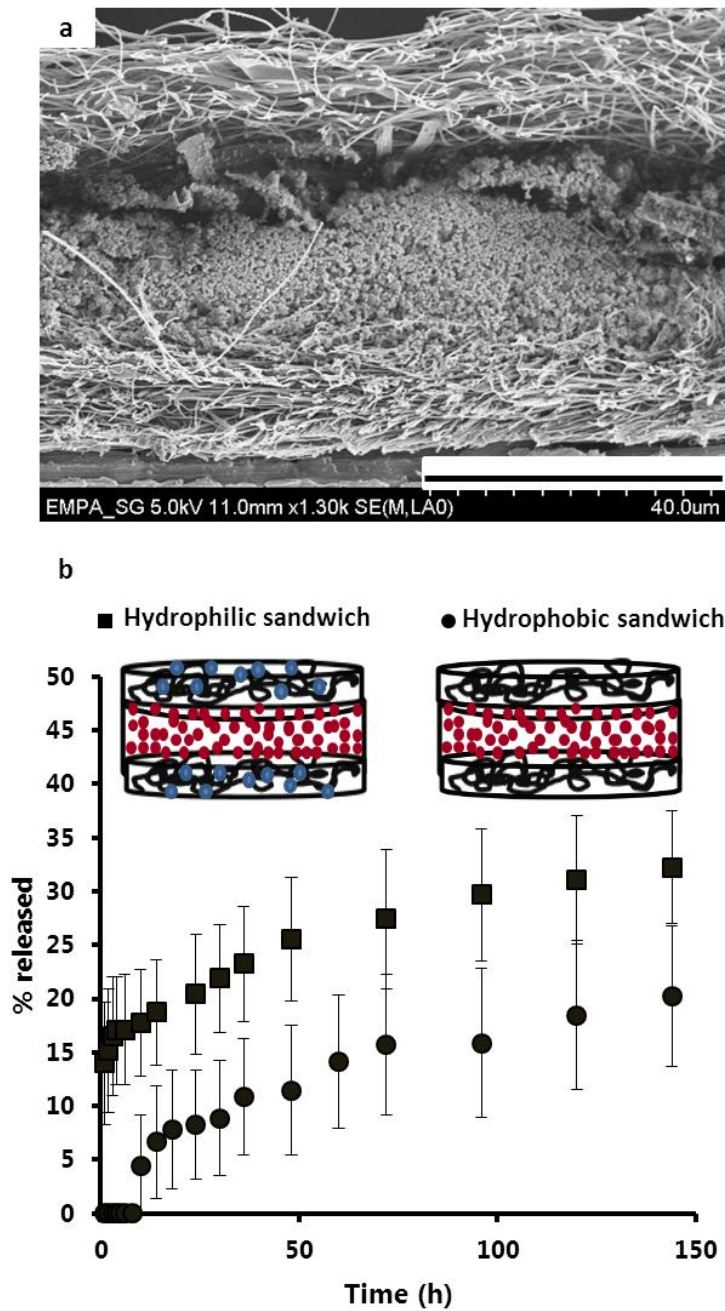 a
EMPA_SG 5.0kV 11.0mm x1.30k SE(M,LA0) 40.0um
b
Hydrophilic sandwich Hydrophobic sandwich
50
45
40
35
30
25
20
15
10
5
0
% released
0 50 100 150
Time (h)